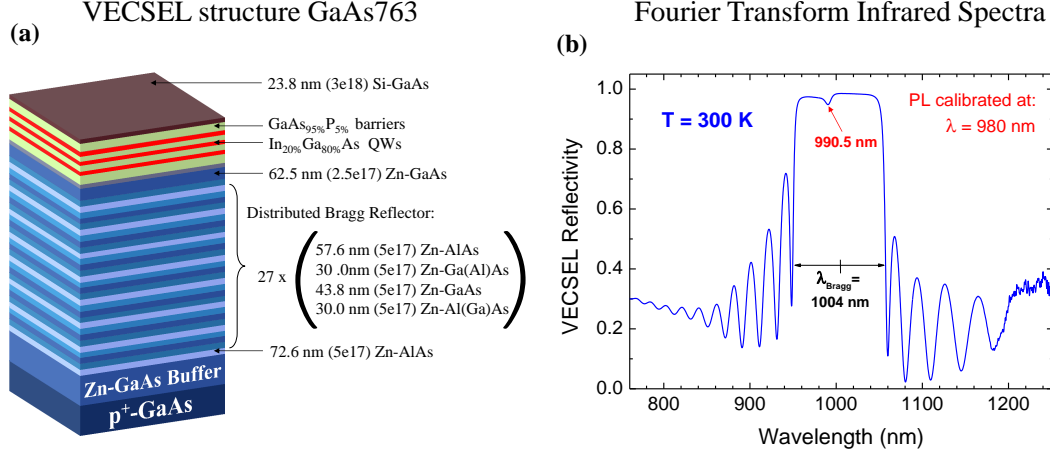 VECSEL structure GaAs763
(a)
23.8 nm (3e18) Si-GaAs
GaAs95%P5% barriers
In20%Ga80%As QWs
62.5 nm (2.5e17) Zn-GaAs
Distributed Bragg Reflector:
27 x
57.6 nm (5e17) Zn-AlAs
30 .0nm (5e17) Zn-Ga(Al)As
43.8 nm (5e17) Zn-GaAs
30.0 nm (5e17) Zn-Al(Ga)As
72.6 nm (5e17) Zn-AlAs
Zn-GaAs Buffer
p+-GaAs
Fourier Transform Infrared Spectra
(b)
VECSEL Reflectivity
1.0
0.8
0.6
0.4
0.2
0.0
T = 300 K
990.5 nm
PL calibrated at:
λ = 980 nm
λBragg=
1004 nm
800 900 1000 1100 1200
Wavelength (nm)